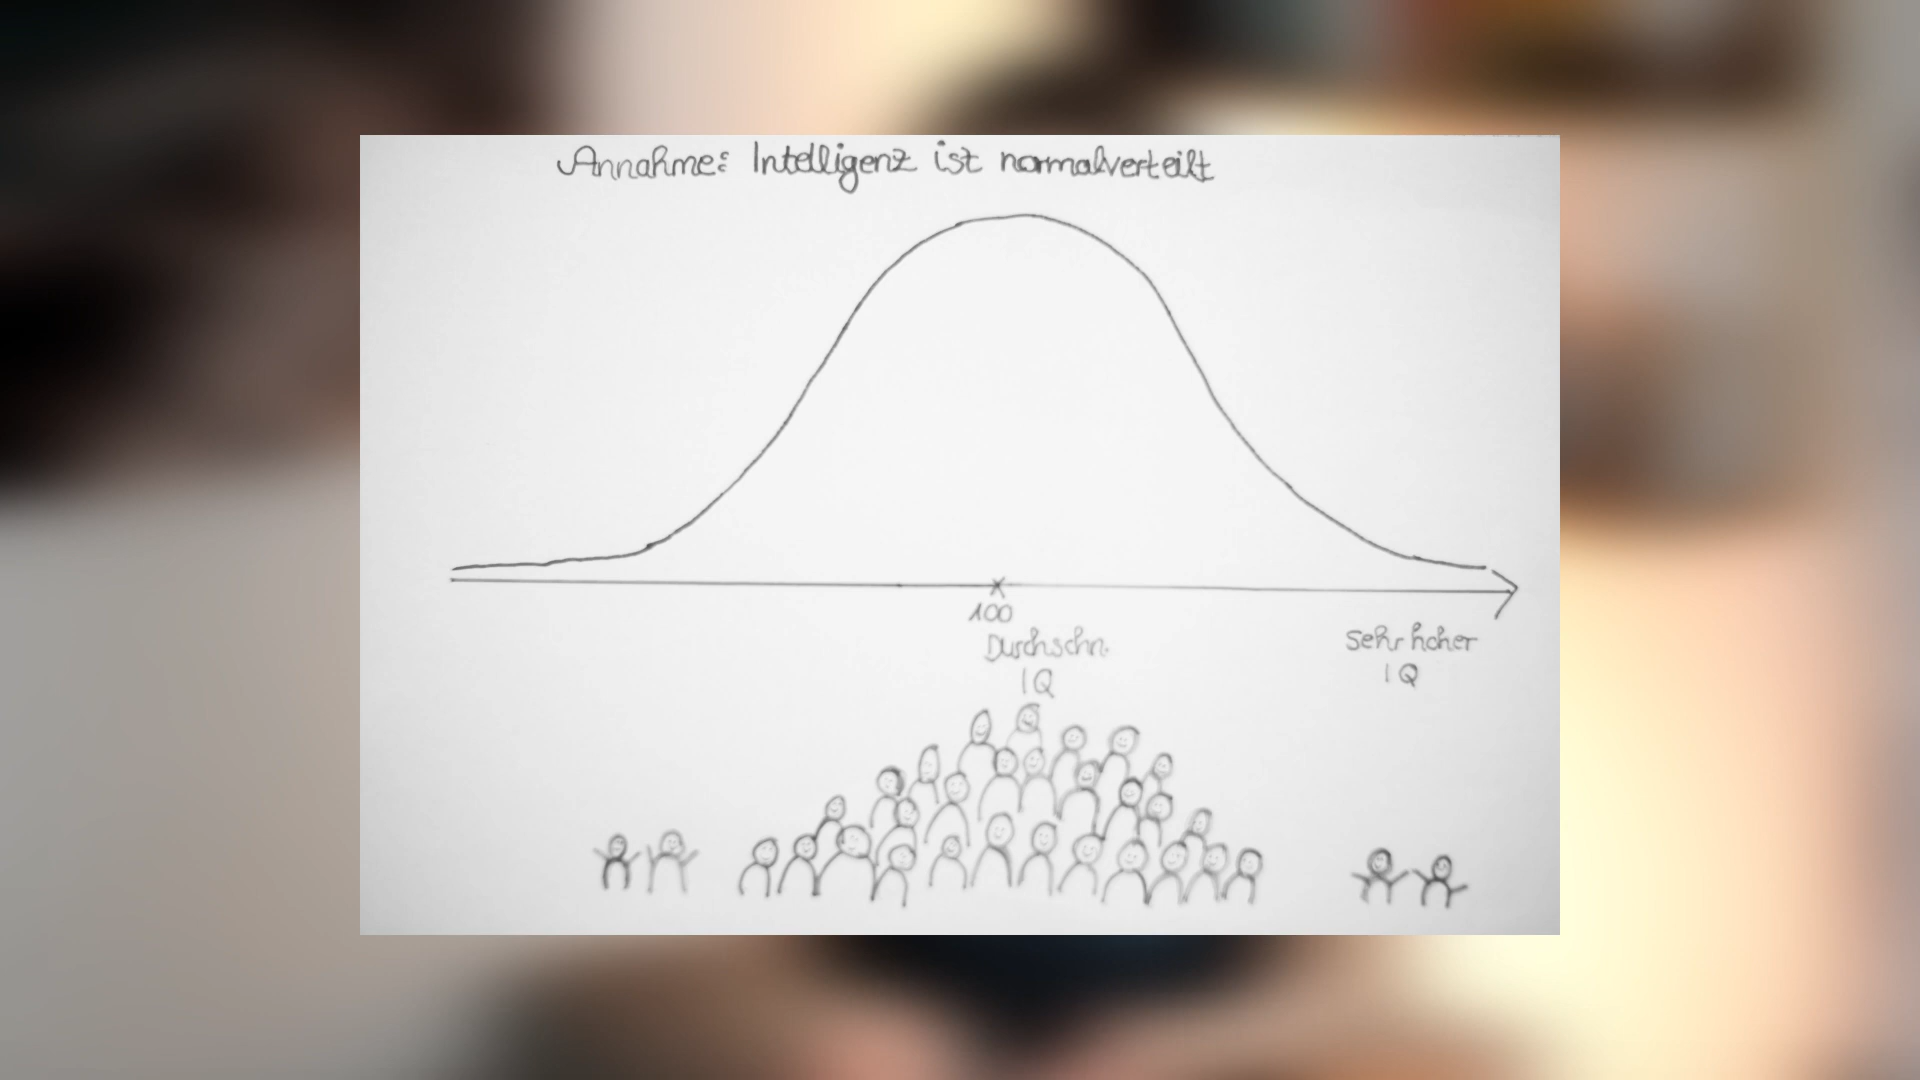 Annahme: Intelligenz ist normalverteilt
100
Durchschn.
IQ
sehr hoher
IQ